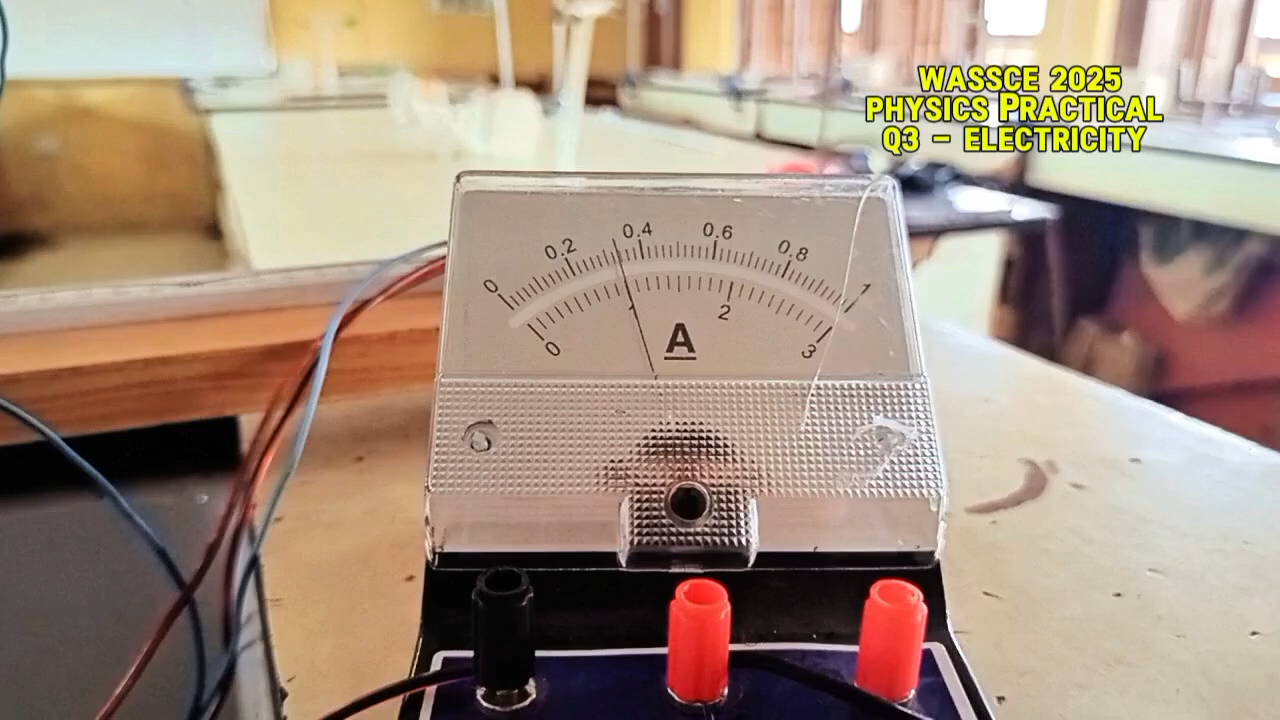 WASSCE 2025
PHYSICS PRACTICAL
Q3 – ELECTRICITY
0 0.2 0.4 0.6 0.8 1
0 1 2 3
A